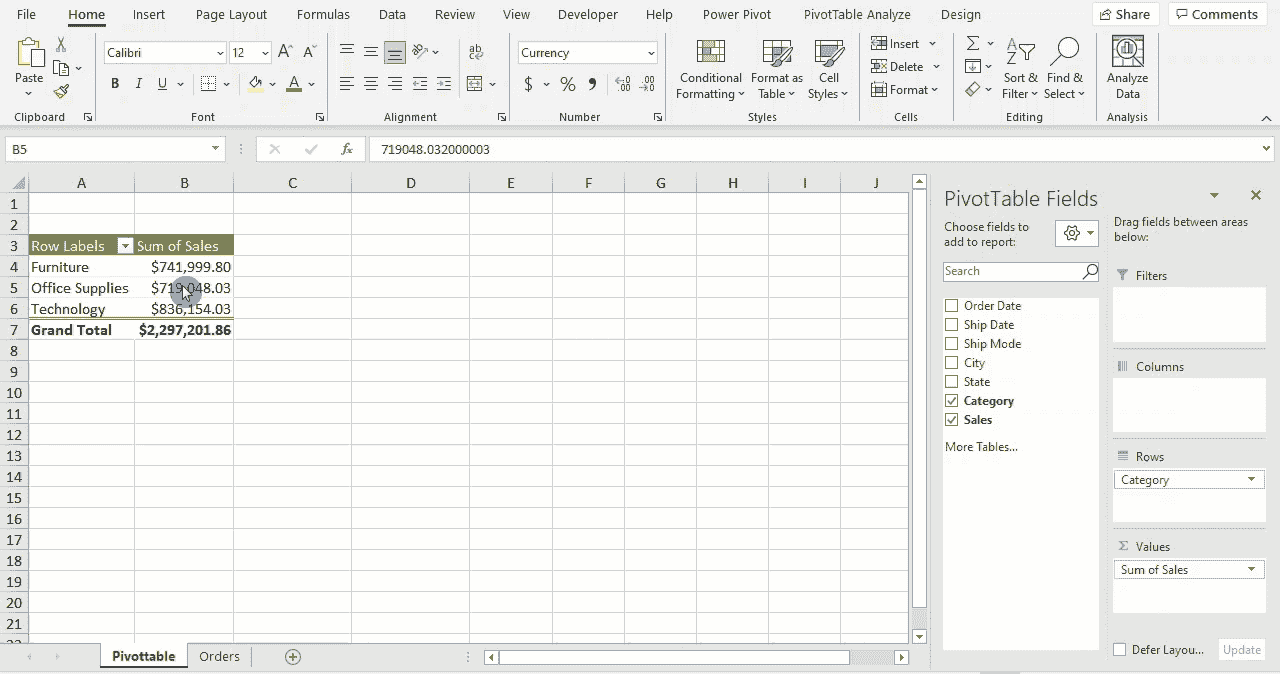 File Home Insert Page Layout Formulas Data Review View Developer Help Power Pivot PivotTable Analyze Design Share Comments
Paste
Calibri 12
B I U A
A^ A˅
ab
Currency
$ % 9
Conditional Formatting
Format as Table
Cell Styles
Insert
Delete
Format
Sort & Filter
Find & Select
Analyze Data
Clipboard Font Alignment Number Styles Cells Editing Analysis
B5 fx 719048.032000003
A B C D E F G H I J
1
2
3 Row Labels Sum of Sales
4 Furniture $741,999.80
5 Office Supplies $719,048.03
6 Technology $836,154.03
7 Grand Total $2,297,201.86
8
9
10
11
12
13
14
15
16
17
18
19
20
21
Pivottable Orders
PivotTable Fields
Choose fields to
add to report:
Search
Order Date
Ship Date
Ship Mode
City
State
Category
Sales
More Tables...
Drag fields between areas
below:
Filters
Columns
Rows
Category
Σ Values
Sum of Sales
Defer Layou... Update